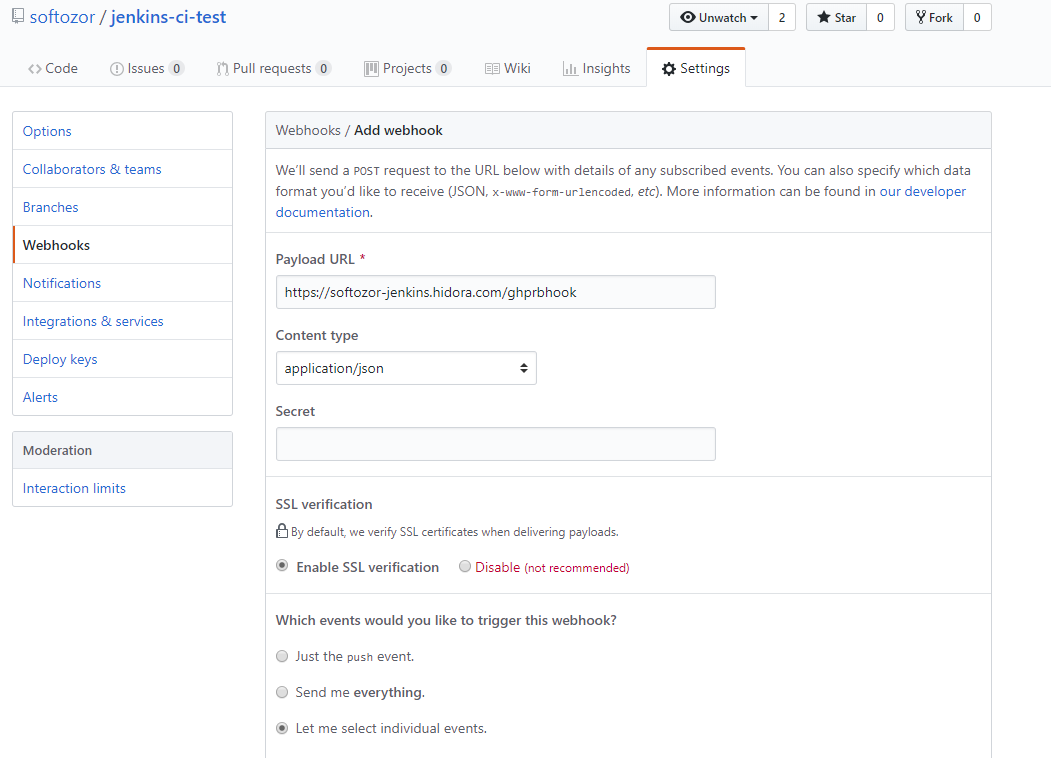 softozor / jenkins-ci-test
Unwatch 2 Star 0 Fork 0
Code Issues 0 Pull requests 0 Projects 0 Wiki Insights Settings
Options
Collaborators & teams
Branches
Webhooks
Notifications
Integrations & services
Deploy keys
Alerts
Moderation
Interaction limits
Webhooks / Add webhook
We’ll send a POST request to the URL below with details of any subscribed events. You can also specify which data
format you’d like to receive (JSON, x-www-form-urlencoded, etc). More information can be found in our developer
documentation.
Payload URL *
https://softozor-jenkins.hidora.com/ghprbhook
Content type
application/json
Secret
SSL verification
By default, we verify SSL certificates when delivering payloads.
Enable SSL verification Disable (not recommended)
Which events would you like to trigger this webhook?
Just the push event.
Send me everything.
Let me select individual events.